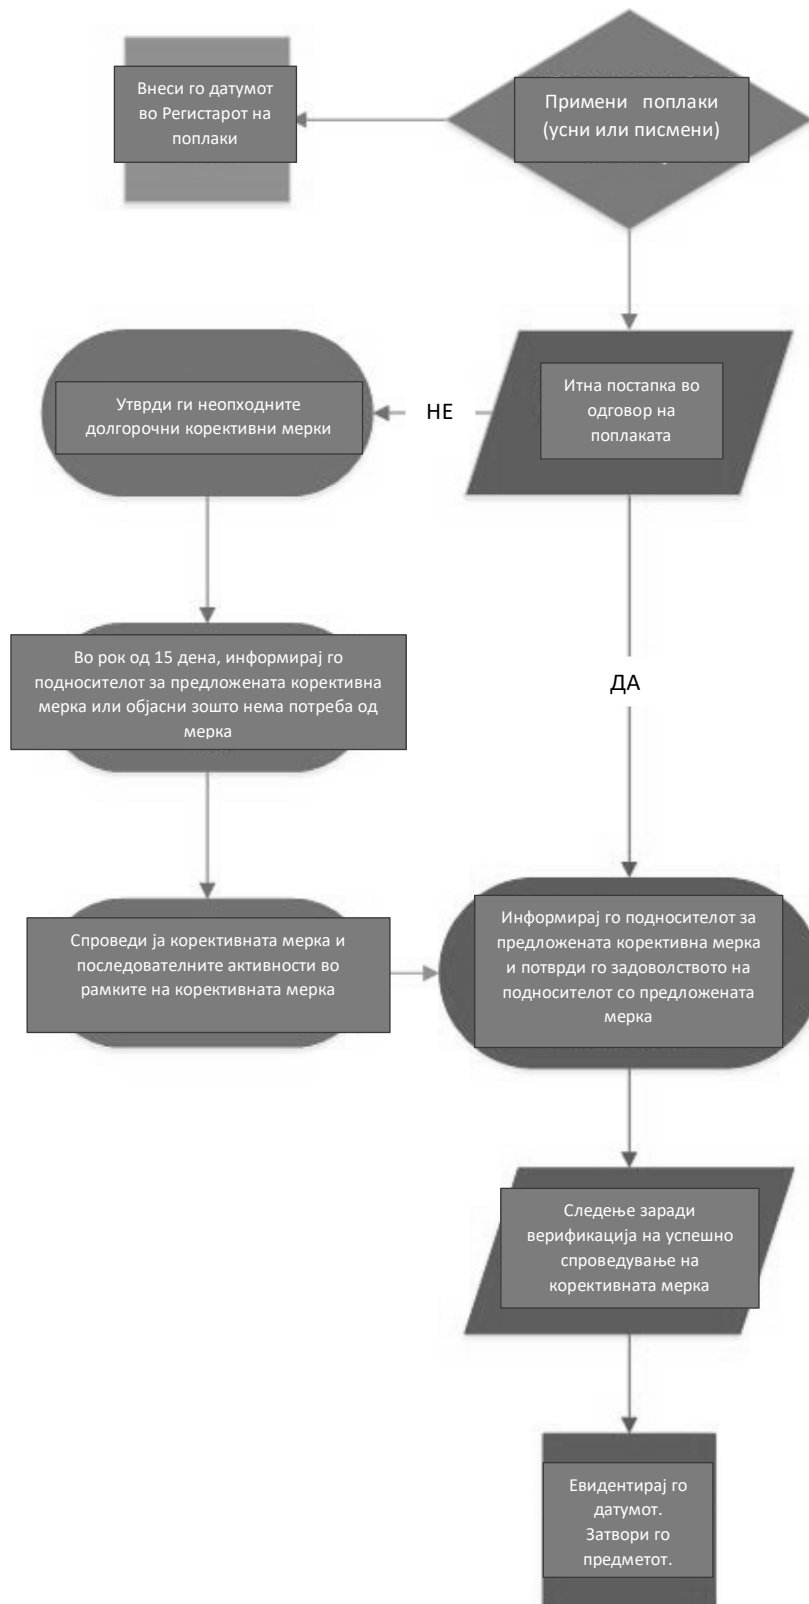 Внеси го датумот
во Регистарот на
поплаки
Примени поплаки
(усни или писмени)
Утврди ги неопходните
долгорочни корективни мерки
НЕ
Итна постапка во
одговор на
поплаката
Во рок од 15 дена, информирај го
подносителот за предложената корективна
мерка или објасни зошто нема потреба од
мерка
ДА
Спроведи ја корективната мерка и
последователните активности во
рамките на корективната мерка
Информирај го подносителот за
предложената корективна мерка
и потврди го задоволството на
подносителот со предложената
мерка
Следење заради
верификација на успешно
спроведување на
корективната мерка
Евидентирај го
датумот.
Затвори го
предметот.